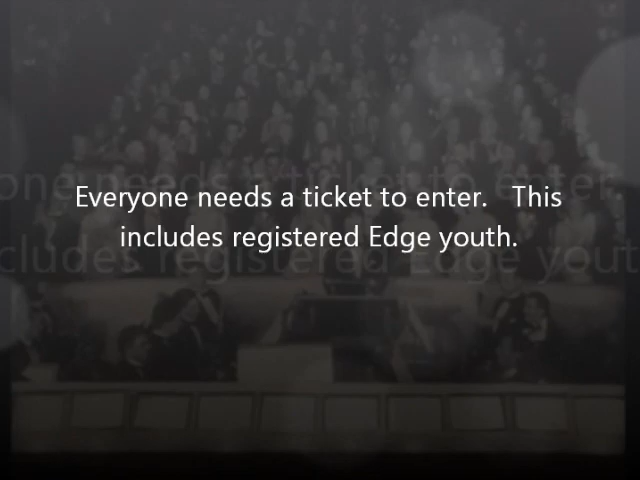 Everyone needs a ticket to enter.   This
includes registered Edge youth.